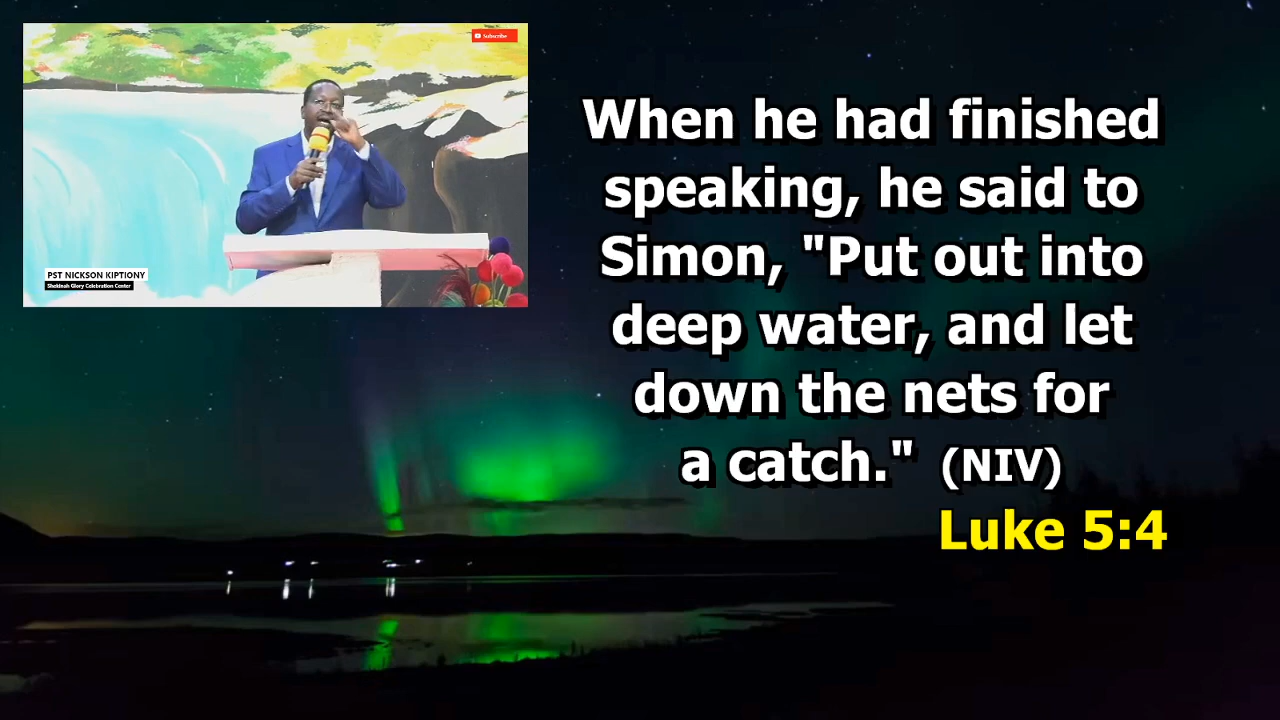 Subscribe
PST NICKSON KIPTIONY
Shekinah Glory Celebration Center
When he had finished
speaking, he said to
Simon, "Put out into
deep water, and let
down the nets for
a catch." (NIV)
Luke 5:4